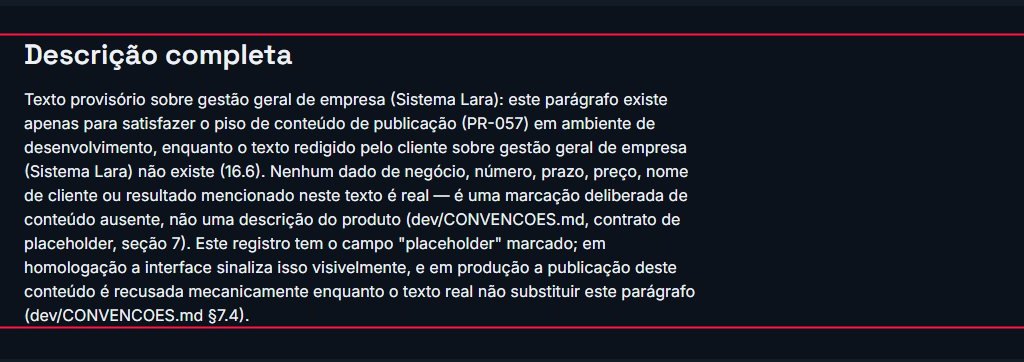 Descrição completa
Texto provisório sobre gestão geral de empresa (Sistema Lara): este parágrafo existe
apenas para satisfazer o piso de conteúdo de publicação (PR-057) em ambiente de
desenvolvimento, enquanto o texto redigido pelo cliente sobre gestão geral de empresa
(Sistema Lara) não existe (16.6). Nenhum dado de negócio, número, prazo, preço, nome
de cliente ou resultado mencionado neste texto é real — é uma marcação deliberada de
conteúdo ausente, não uma descrição do produto (dev/CONVENCOES.md, contrato de
placeholder, seção 7). Este registro tem o campo "placeholder" marcado; em
homologação a interface sinaliza isso visivelmente, e em produção a publicação deste
conteúdo é recusada mecanicamente enquanto o texto real não substituir este parágrafo
(dev/CONVENCOES.md §7.4).